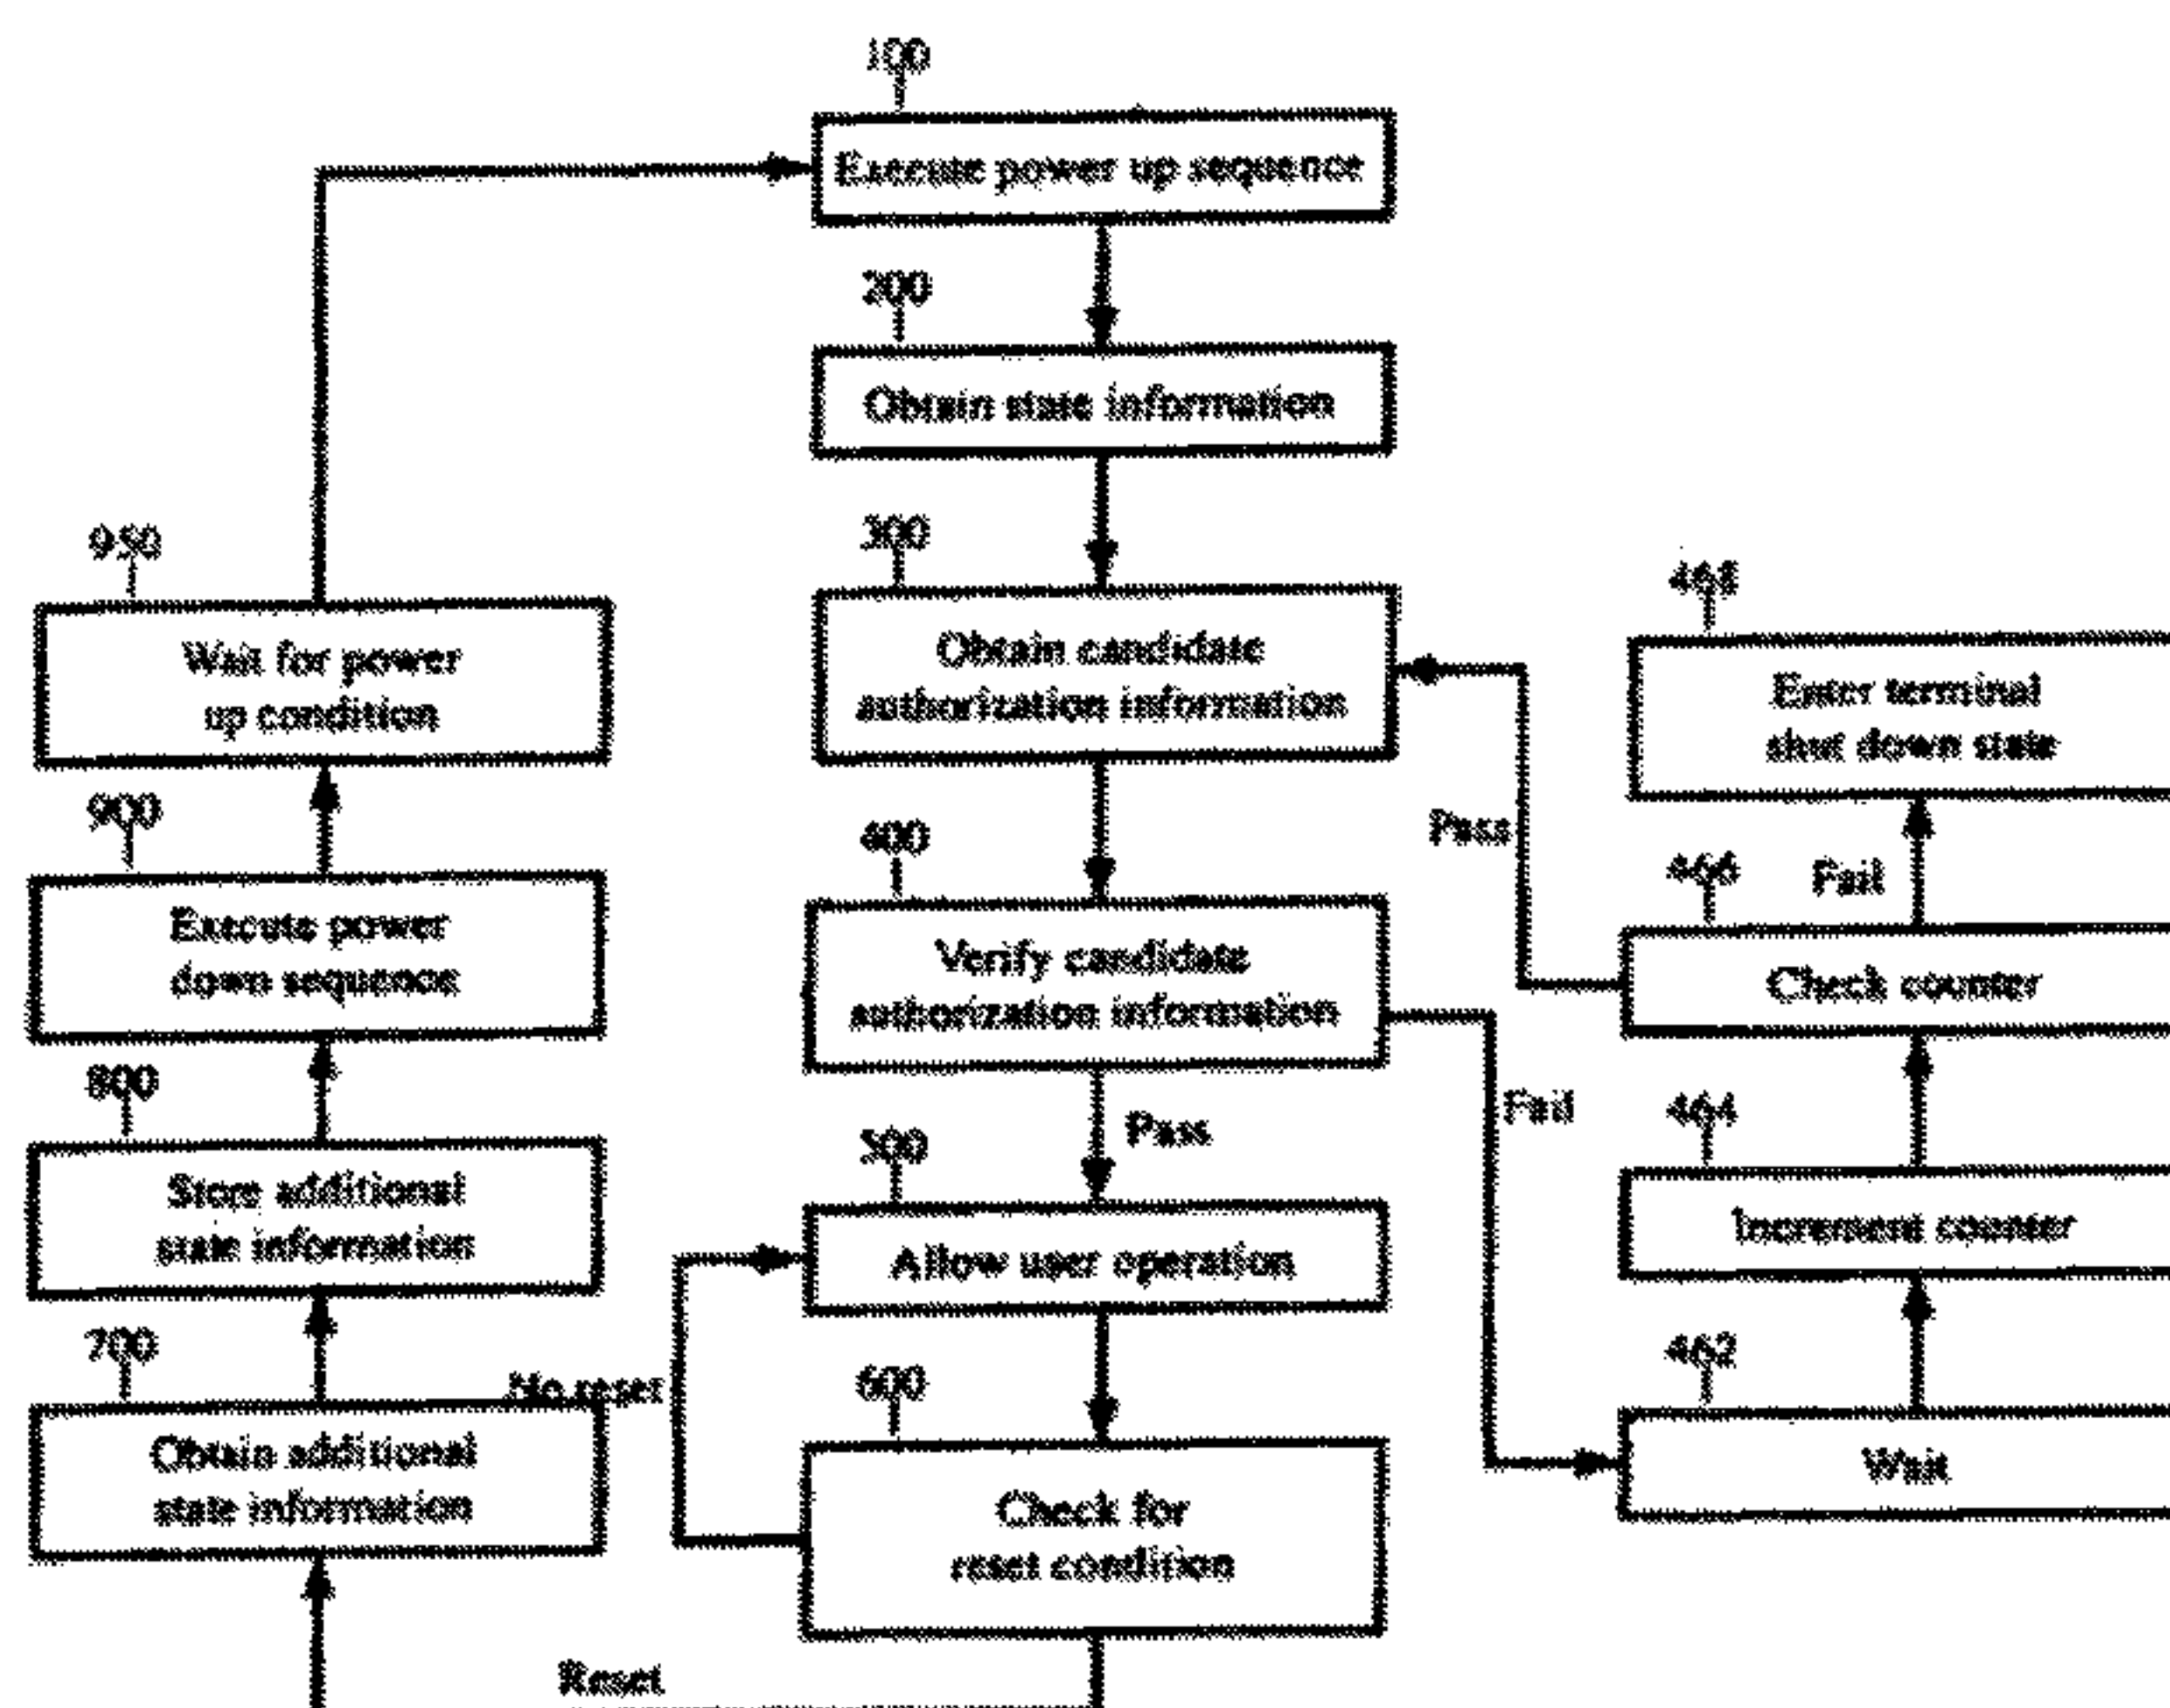 100
Execute power up sequence
200
Obtain state information
300
Obtain candidate
authorization information
400
Verify candidate
authorization information
Pass
Fail
500
Allow user operation
No reset
600
Check for
reset condition
Reset
700
Obtain additional
state information
800
Store additional
state information
900
Execute power
down sequence
950
Wait for power
up condition
462
Wait
464
Increment counter
466
Check counter
Pass
Fail
468
Enter terminal
shut down state